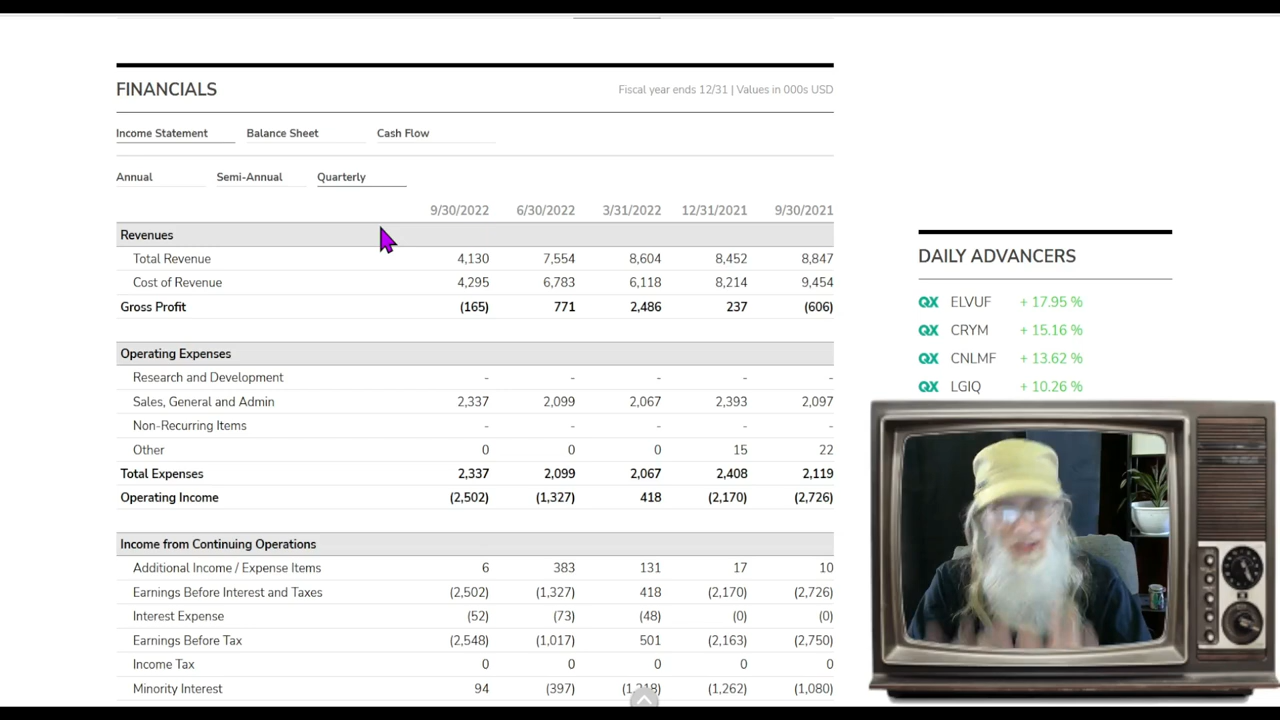 FINANCIALS
Fiscal year ends 12/31 | Values in 000s USD
Income Statement Balance Sheet Cash Flow
Annual Semi-Annual Quarterly
9/30/2022 6/30/2022 3/31/2022 12/31/2021 9/30/2021
Revenues
Total Revenue 4,130 7,554 8,604 8,452 8,847
Cost of Revenue 4,295 6,783 6,118 8,214 9,454
Gross Profit (165) 771 2,486 237 (606)
Operating Expenses
Research and Development - - - - -
Sales, General and Admin 2,337 2,099 2,067 2,393 2,097
Non-Recurring Items - - - - -
Other 0 0 0 15 22
Total Expenses 2,337 2,099 2,067 2,408 2,119
Operating Income (2,502) (1,327) 418 (2,170) (2,726)
Income from Continuing Operations
Additional Income / Expense Items 6 383 131 17 10
Earnings Before Interest and Taxes (2,502) (1,327) 418 (2,170) (2,726)
Interest Expense (52) (73) (48) (0) (0)
Earnings Before Tax (2,548) (1,017) 501 (2,163) (2,750)
Income Tax 0 0 0 0 0
Minority Interest 94 (397) (1,262) (1,080)
DAILY ADVANCERS
QX ELVUF + 17.95 %
QX CRYM + 15.16 %
QX CNLMF + 13.62 %
QX LGIQ + 10.26 %